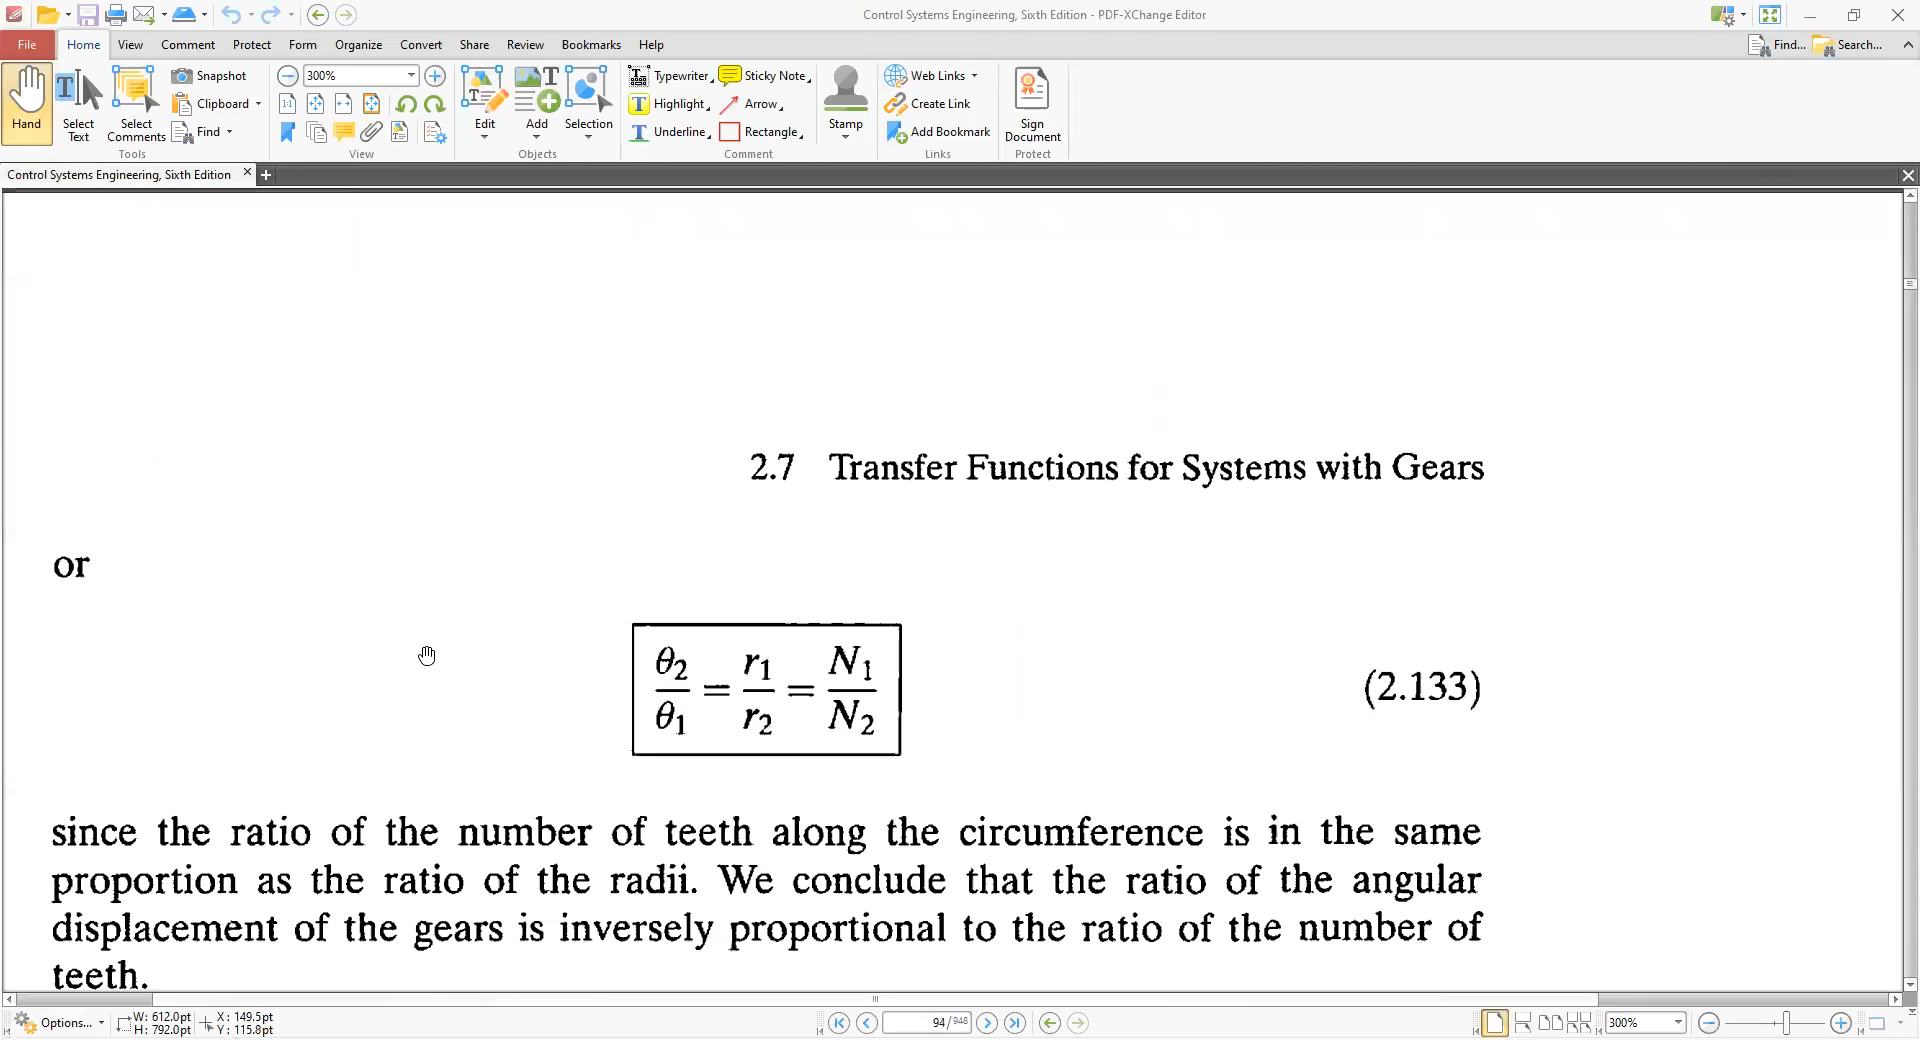 Control Systems Engineering, Sixth Edition - PDF-XChange Editor
File Home View Comment Protect Form Organize Convert Share Review Bookmarks Help Find... Search...
Hand
Select Text
Select Comments
Snapshot
Clipboard
Find
Tools
300%
1:1
View
Edit
Add
Selection
Objects
Typewriter
Highlight
Underline
Sticky Note
Arrow
Rectangle
Comment
Stamp
Web Links
Create Link
Add Bookmark
Links
Sign Document
Protect
Control Systems Engineering, Sixth Edition
2.7 Transfer Functions for Systems with Gears
or
θ2/θ1 = r1/r2 = N1/N2 (2.133)
since the ratio of the number of teeth along the circumference is in the same
proportion as the ratio of the radii. We conclude that the ratio of the angular
displacement of the gears is inversely proportional to the ratio of the number of
teeth.
Options...
W: 612.0pt
H: 792.0pt
X: 149.5pt
Y: 115.8pt
94/948
300%